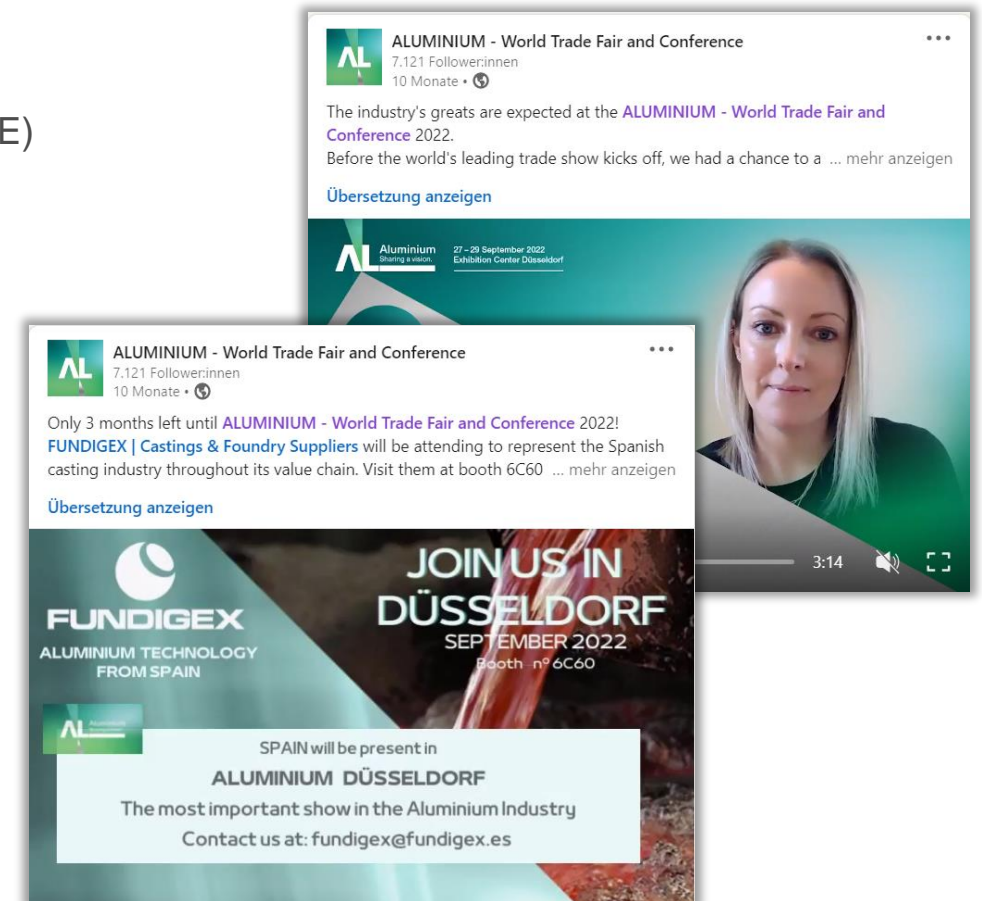 E)
ALUMINIUM - World Trade Fair and Conference
7.121 Follower:innen
10 Monate •
The industry's greats are expected at the ALUMINIUM - World Trade Fair and
Conference 2022.
Before the world's leading trade show kicks off, we had a chance to a ... mehr anzeigen
Übersetzung anzeigen
AL Aluminium
Sharing a vision.
27 – 29 September 2022
Exhibition Center Düsseldorf
3:14
ALUMINIUM - World Trade Fair and Conference
7.121 Follower:innen
10 Monate •
Only 3 months left until ALUMINIUM - World Trade Fair and Conference 2022!
FUNDIGEX | Castings & Foundry Suppliers will be attending to represent the Spanish
casting industry throughout its value chain. Visit them at booth 6C60 ... mehr anzeigen
Übersetzung anzeigen
FUNDIGEX
ALUMINIUM TECHNOLOGY
FROM SPAIN
JOIN US IN
DÜSSELDORF
SEPTEMBER 2022
Booth nº 6C60
AL
SPAIN will be present in
ALUMINIUM DÜSSELDORF
The most important show in the Aluminium Industry
Contact us at: fundigex@fundigex.es